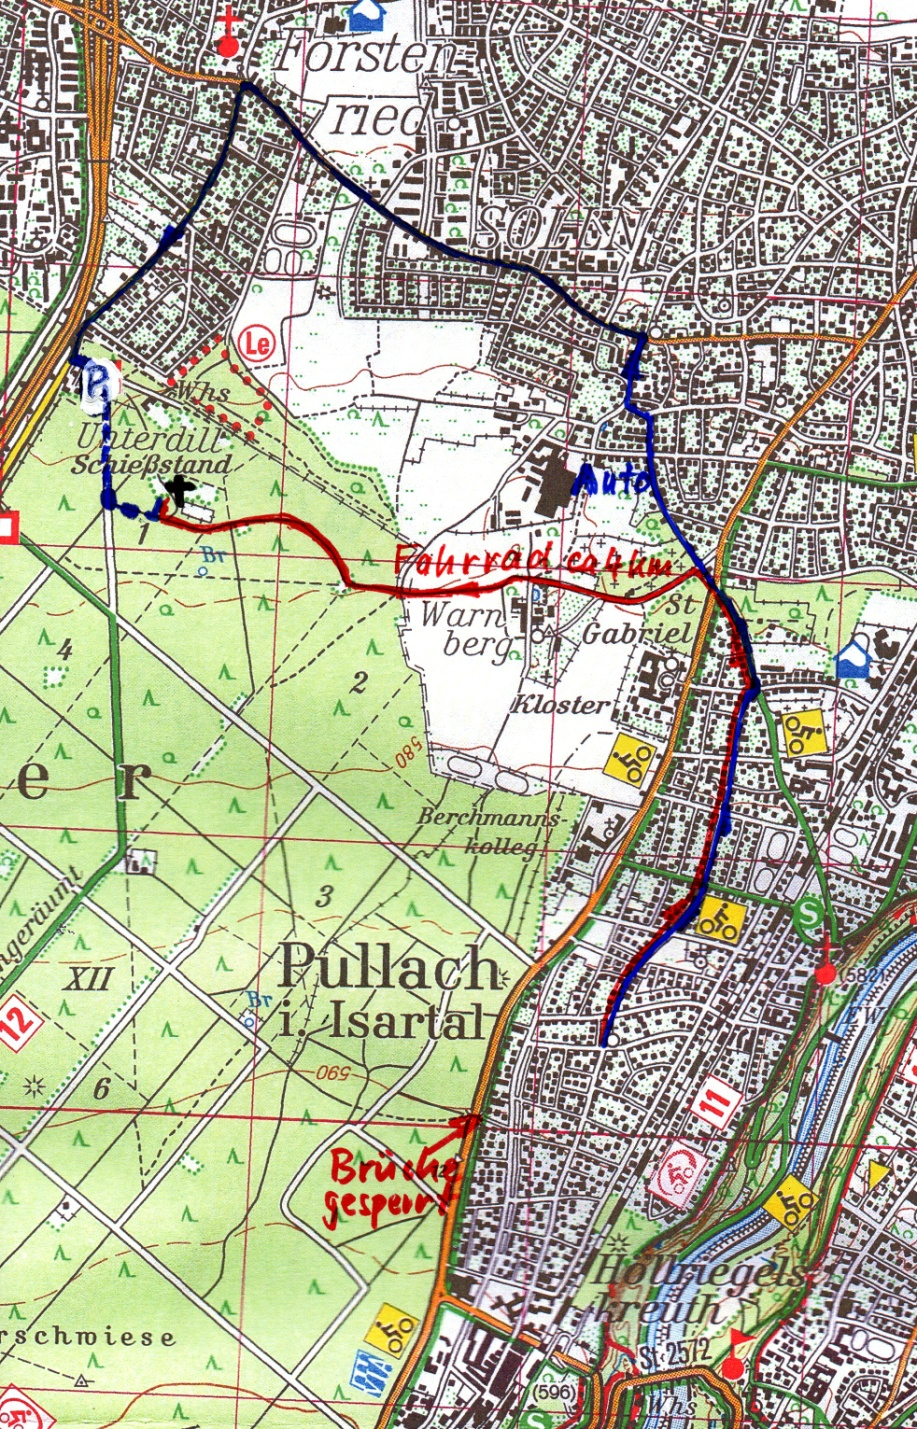 Forsten
ried
SOLLN
Le
P
Whs
Unterdill
Schießstand
Auto
1
Br
Fahrrad ca 4 km
St
Gabriel
Warn-
berg
4
2
Kloster
580
e r
Berchmanns-
kolleg
3
ngeräumt
S
(582)
XII
Pullach
i. Isartal
Br
12
590
6
11
Brücke
gesperrt
Höllriegels-
kreuth
rschwiese
St 2572
(596)
Whs
S